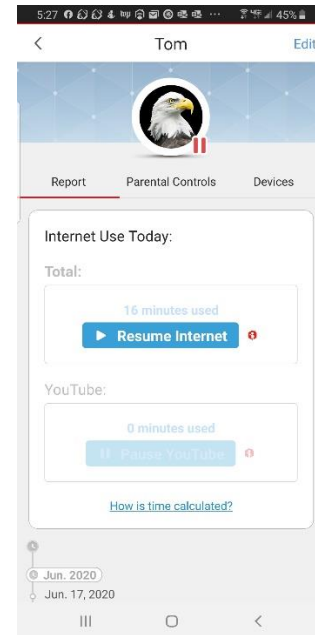 5:27 45%
Tom Edit
Report Parental Controls Devices
Internet Use Today:
Total:
16 minutes used
Resume Internet
YouTube:
0 minutes used
Pause YouTube
How is time calculated?
Jun. 2020
Jun. 17, 2020